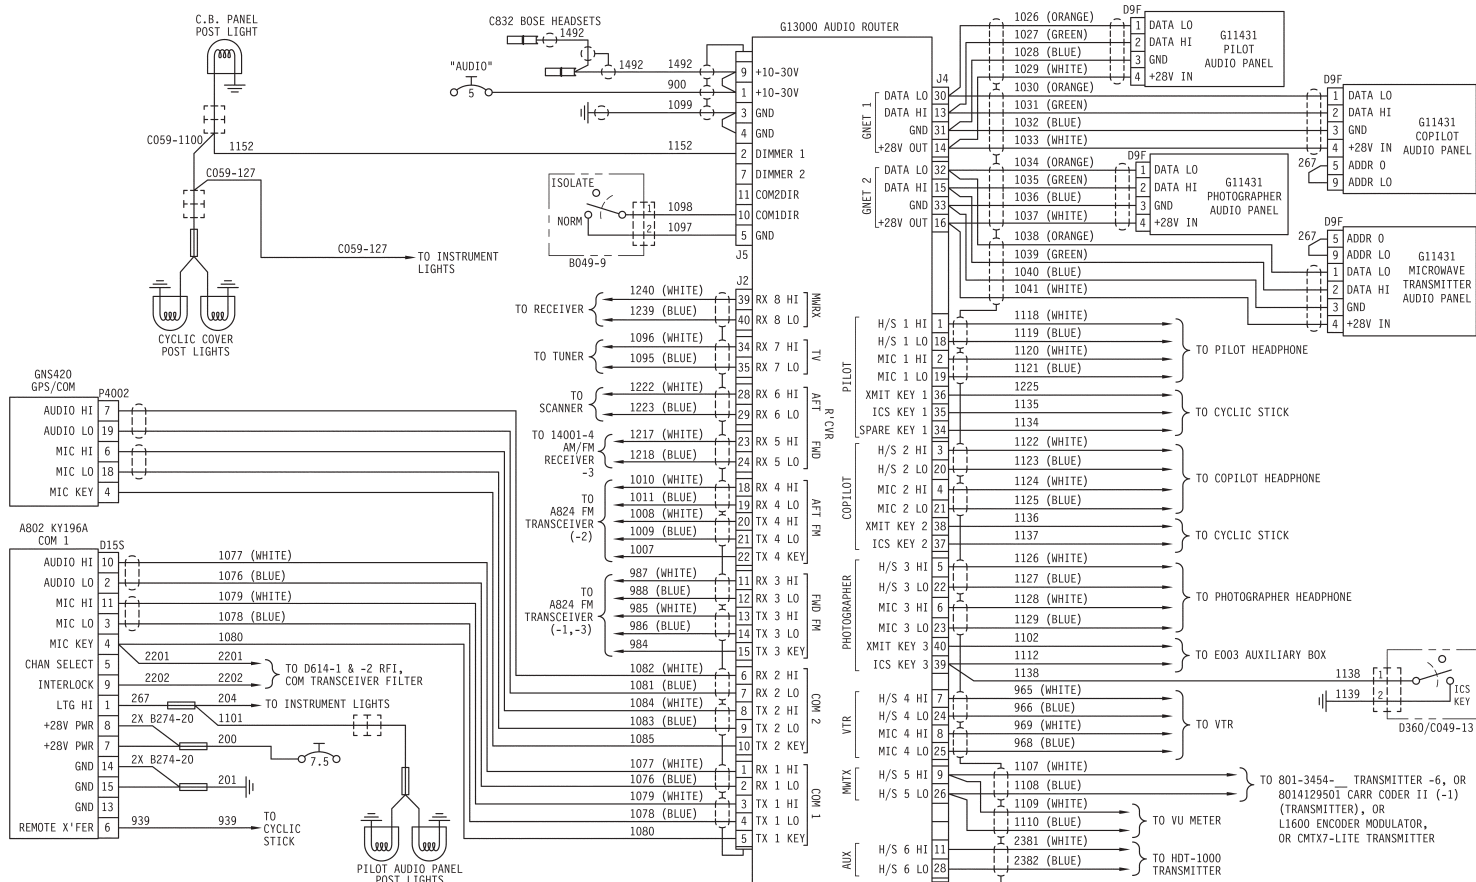 C.B. PANEL
POST LIGHT
C059-1100
1152
1152
C059-127
C059-127
TO INSTRUMENT
LIGHTS
CYCLIC COVER
POST LIGHTS
C832 BOSE HEADSETS
1492
1492
1492
"AUDIO"
5
900
1099
G13000 AUDIO ROUTER
9 +10-30V
1 +10-30V
3 GND
4 GND
2 DIMMER 1
7 DIMMER 2
11 COM2DIR
10 COM1DIR
5 GND
J5
ISOLATE
NORM
1
2
1098
1097
B049-9
J2
TO RECEIVER
1240 (WHITE) 39 RX 8 HI
1239 (BLUE) 40 RX 8 LO
MWRX
TO TUNER
1096 (WHITE) 34 RX 7 HI
1095 (BLUE) 35 RX 7 LO
TV
TO
SCANNER
1222 (WHITE) 28 RX 6 HI
1223 (BLUE) 29 RX 6 LO
AFT
R'CVR
TO 14001-4
AM/FM
RECEIVER
-3
1217 (WHITE) 23 RX 5 HI
1218 (BLUE) 24 RX 5 LO
FWD
TO
A824 FM
TRANSCEIVER
(-2)
1010 (WHITE) 18 RX 4 HI
1011 (BLUE) 19 RX 4 LO
1008 (WHITE) 20 TX 4 HI
1009 (BLUE) 21 TX 4 LO
1007 22 TX 4 KEY
AFT FM
TO
A824 FM
TRANSCEIVER
(-1,-3)
987 (WHITE) 11 RX 3 HI
988 (BLUE) 12 RX 3 LO
985 (WHITE) 13 TX 3 HI
986 (BLUE) 14 TX 3 LO
984 15 TX 3 KEY
FWD FM
1082 (WHITE) 6 RX 2 HI
1081 (BLUE) 7 RX 2 LO
1084 (WHITE) 8 TX 2 HI
1083 (BLUE) 9 TX 2 LO
1085 10 TX 2 KEY
COM 2
1077 (WHITE) 1 RX 1 HI
1076 (BLUE) 2 RX 1 LO
1079 (WHITE) 3 TX 1 HI
1078 (BLUE) 4 TX 1 LO
1080 5 TX 1 KEY
COM 1
GNS420
GPS/COM
P4002
AUDIO HI 7
AUDIO LO 19
MIC HI 6
MIC LO 18
MIC KEY 4
A802 KY196A
COM 1
D15S
AUDIO HI 10 1077 (WHITE)
AUDIO LO 2 1076 (BLUE)
MIC HI 11 1079 (WHITE)
MIC LO 3 1078 (BLUE)
MIC KEY 4 1080
CHAN SELECT 5 2201 2201
INTERLOCK 9 2202 2202
TO D614-1 & -2 RFI,
COM TRANSCEIVER FILTER
LTG HI 1 267 204 TO INSTRUMENT LIGHTS
1101
+28V PWR 8 2X B274-20
+28V PWR 7 200
7.5
GND 14 2X B274-20
GND 15 201
GND 13
REMOTE X'FER 6 939 939
TO
CYCLIC
STICK
PILOT AUDIO PANEL
POST LIGHTS
J4
GNET 1
DATA LO 30
DATA HI 13
GND 31
+28V OUT 14
GNET 2
DATA LO 32
DATA HI 15
GND 33
+28V OUT 16
1026 (ORANGE)
1027 (GREEN)
1028 (BLUE)
1029 (WHITE)
1030 (ORANGE)
1031 (GREEN)
1032 (BLUE)
1033 (WHITE)
1034 (ORANGE)
1035 (GREEN)
1036 (BLUE)
1037 (WHITE)
1038 (ORANGE)
1039 (GREEN)
1040 (BLUE)
1041 (WHITE)
D9F
1 DATA LO
2 DATA HI
3 GND
4 +28V IN
G11431
PILOT
AUDIO PANEL
D9F
1 DATA LO
2 DATA HI
3 GND
4 +28V IN
5 ADDR O
9 ADDR LO
267
G11431
COPILOT
AUDIO PANEL
D9F
1 DATA LO
2 DATA HI
3 GND
4 +28V IN
G11431
PHOTOGRAPHER
AUDIO PANEL
D9F
267
5 ADDR O
9 ADDR LO
1 DATA LO
2 DATA HI
3 GND
4 +28V IN
G11431
MICROWAVE
TRANSMITTER
AUDIO PANEL
PILOT
H/S 1 HI 1 1118 (WHITE)
H/S 1 LO 18 1119 (BLUE)
MIC 1 HI 2 1120 (WHITE)
MIC 1 LO 19 1121 (BLUE)
TO PILOT HEADPHONE
XMIT KEY 1 36 1225
ICS KEY 1 35 1135
SPARE KEY 1 34 1134
TO CYCLIC STICK
COPILOT
H/S 2 HI 3 1122 (WHITE)
H/S 2 LO 20 1123 (BLUE)
MIC 2 HI 4 1124 (WHITE)
MIC 2 LO 21 1125 (BLUE)
TO COPILOT HEADPHONE
XMIT KEY 2 38 1136
ICS KEY 2 37 1137
TO CYCLIC STICK
PHOTOGRAPHER
H/S 3 HI 5 1126 (WHITE)
H/S 3 LO 22 1127 (BLUE)
MIC 3 HI 6 1128 (WHITE)
MIC 3 LO 23 1129 (BLUE)
TO PHOTOGRAPHER HEADPHONE
XMIT KEY 3 40 1102
ICS KEY 3 39 1112
TO E003 AUXILIARY BOX
1138
1138
1139
1
2
ICS
KEY
D360/C049-13
VTR
H/S 4 HI 7 965 (WHITE)
H/S 4 LO 24 966 (BLUE)
MIC 4 HI 8 969 (WHITE)
MIC 4 LO 25 968 (BLUE)
TO VTR
MWTX
H/S 5 HI 9 1107 (WHITE)
H/S 5 LO 26 1108 (BLUE)
1109 (WHITE)
1110 (BLUE)
TO VU METER
TO 801-3454-__ TRANSMITTER -6, OR
8014129501 CARR CODER II (-1)
(TRANSMITTER), OR
L1600 ENCODER MODULATOR,
OR CMTX7-LITE TRANSMITTER
AUX
H/S 6 HI 11 2381 (WHITE)
H/S 6 LO 28 2382 (BLUE)
TO HDT-1000
TRANSMITTER